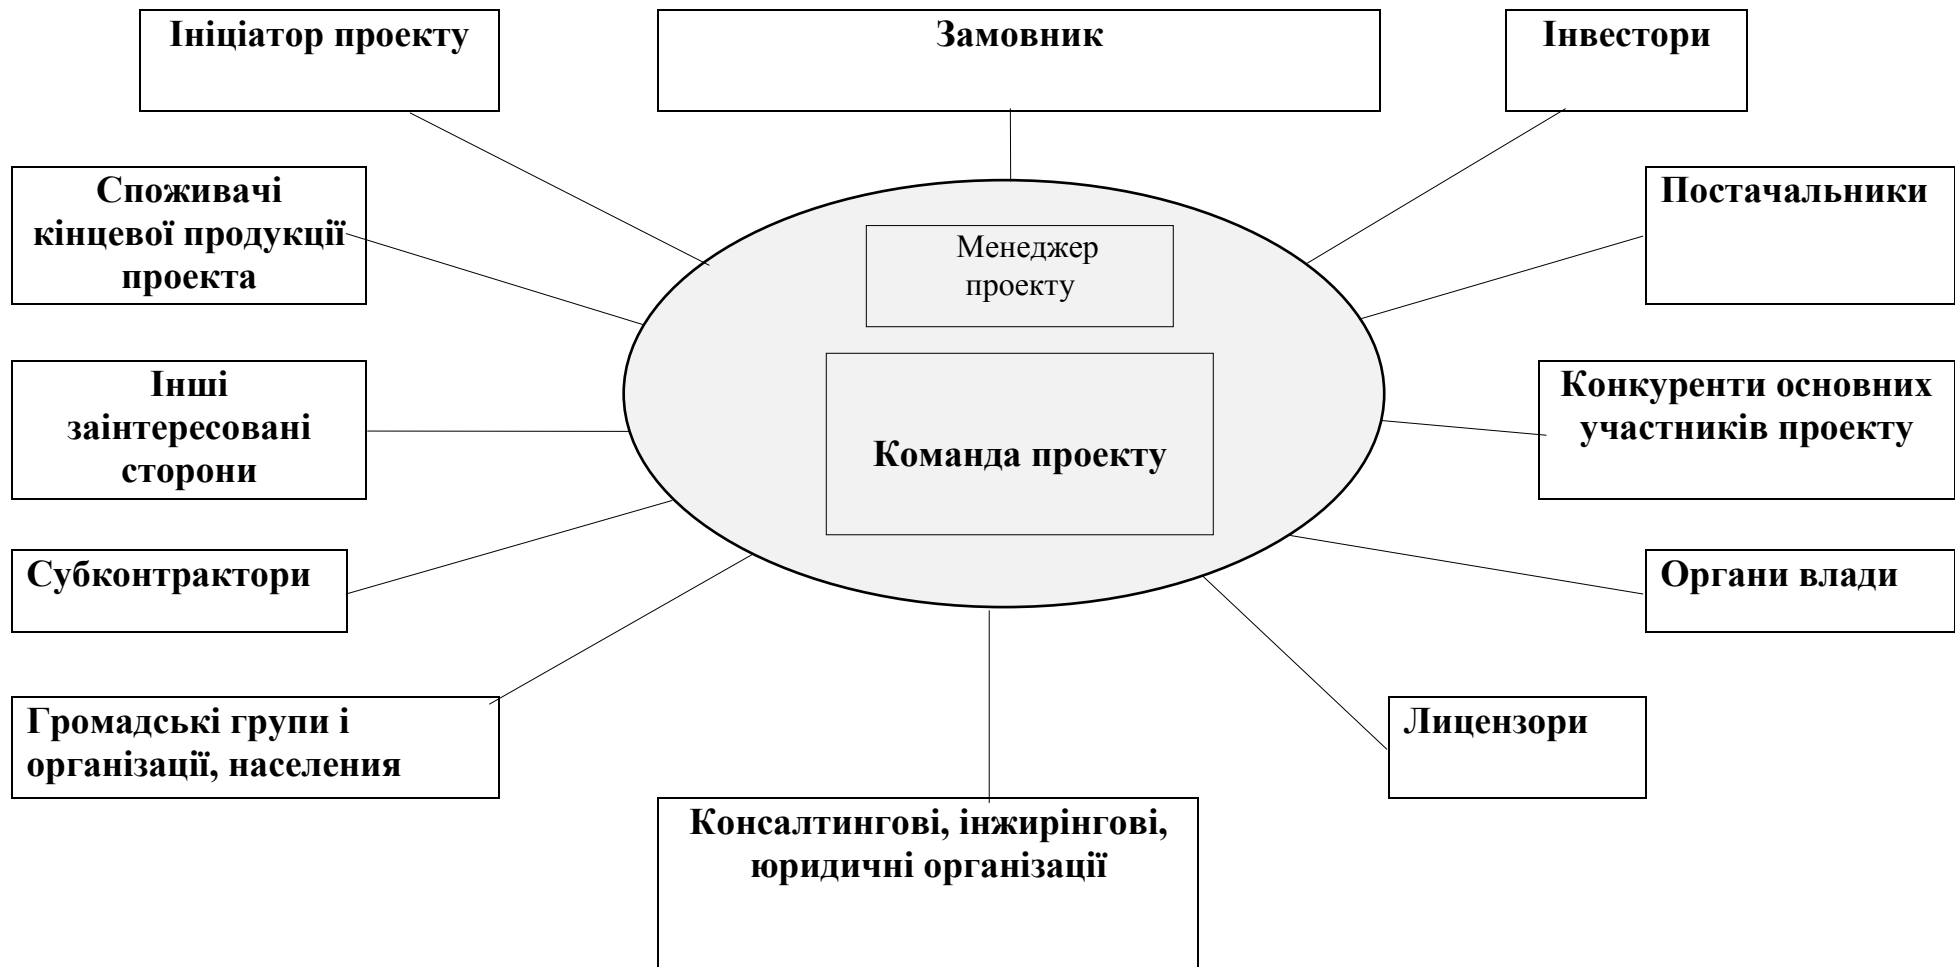 Ініціатор проекту
Замовник
Інвестори
Споживачі
кінцевої продукції
проекта
Постачальники
Менеджер
проекту
Інші
заінтересовані
сторони
Конкуренти основних
участників проекту
Команда проекту
Субконтрактори
Органи влади
Громадські групи і
організації, населения
Лицензори
Консалтингові, інжирінгові,
юридичні організації